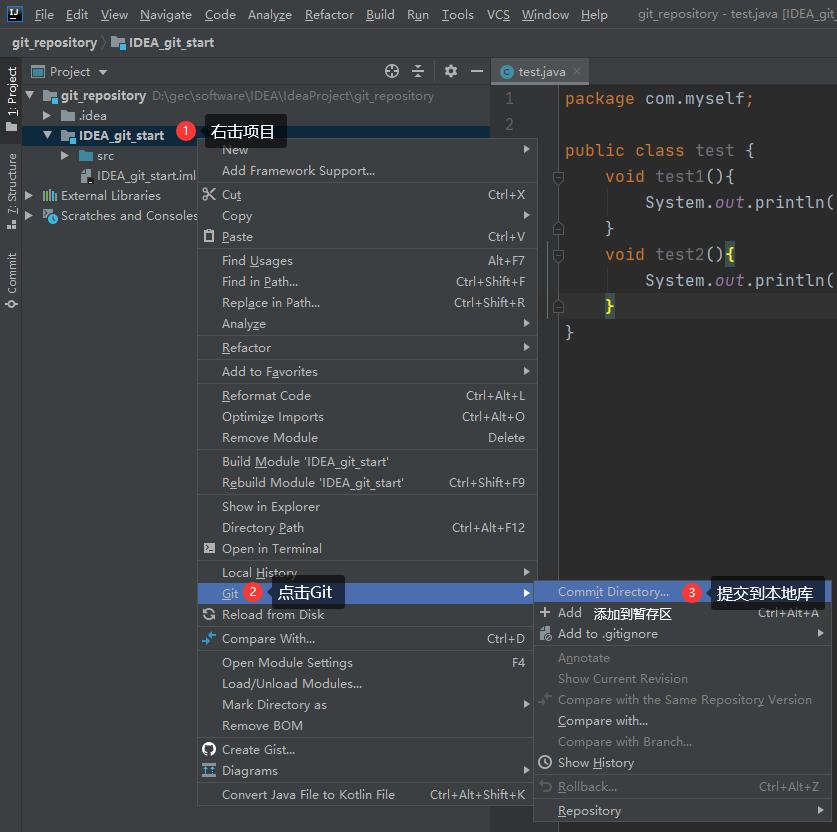 File Edit View Navigate Code Analyze Refactor Build Run Tools VCS Window Help git_repository - test.java [IDEA_git_
git_repository IDEA_git_start
Project
test.java
1: Project
Z: Structure
Commit
git_repository D:\gec\software\IDEA\IdeaProject\git_repository
.idea
IDEA_git_start
1 右击项目
src
IDEA_git_start.iml
External Libraries
Scratches and Consoles
1 package com.myself;
2
public class test {
void test1(){
System.out.println(
}
void test2(){
System.out.println(
}
}
New
Add Framework Support...
Cut Ctrl+X
Copy
Paste Ctrl+V
Find Usages Alt+F7
Find in Path... Ctrl+Shift+F
Replace in Path... Ctrl+Shift+R
Analyze
Refactor
Add to Favorites
Reformat Code Ctrl+Alt+L
Optimize Imports Ctrl+Alt+O
Remove Module Delete
Build Module 'IDEA_git_start'
Rebuild Module 'IDEA_git_start' Ctrl+Shift+F9
Show in Explorer
Directory Path Ctrl+Alt+F12
Open in Terminal
Local History
Git 2 点击Git
Reload from Disk
Compare With... Ctrl+D
Open Module Settings F4
Load/Unload Modules...
Mark Directory as
Remove BOM
Create Gist...
Diagrams
Convert Java File to Kotlin File Ctrl+Alt+Shift+K
Commit Directory... 3 提交到本地库
Add 添加到暂存区 Ctrl+Alt+A
Add to .gitignore
Annotate
Show Current Revision
Compare with the Same Repository Version
Compare with...
Compare with Branch...
Show History
Rollback... Ctrl+Alt+Z
Repository